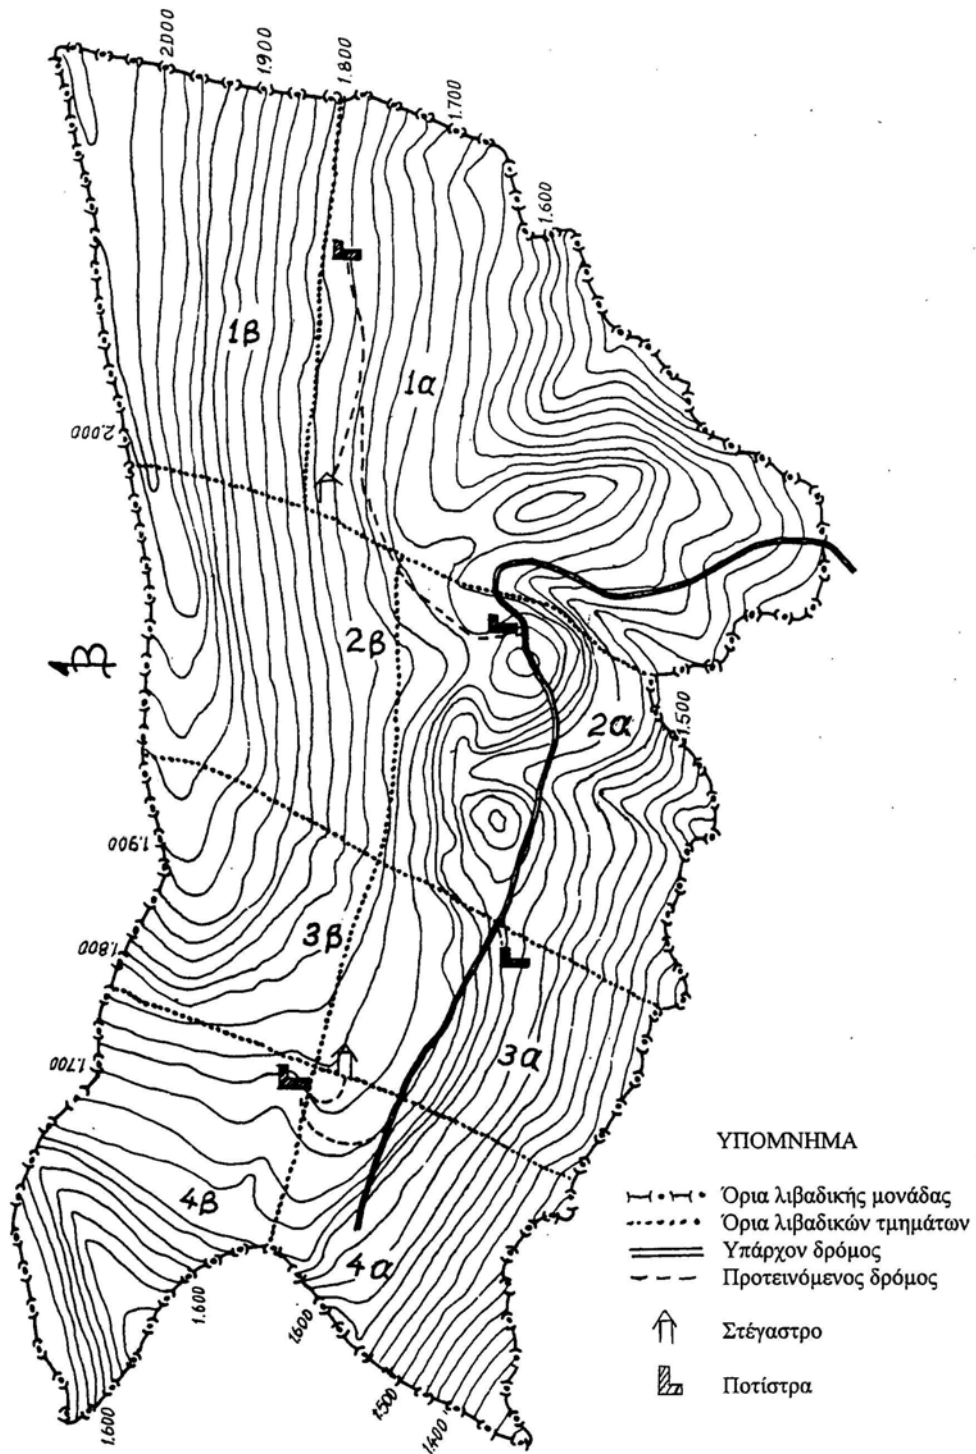 2.000
1.900
1.800
1.700
1.600
1β
1α
2.000
2β
Β
2α
1.500
1.900
3β
1.800
3α
1.700
4β
4α
1.600
1.600
1.500
1.400
1.600
ΥΠΟΜΝΗΜΑ
Όρια λιβαδικής μονάδας
Όρια λιβαδικών τμημάτων
Υπάρχον δρόμος
Προτεινόμενος δρόμος
Στέγαστρο
Ποτίστρα